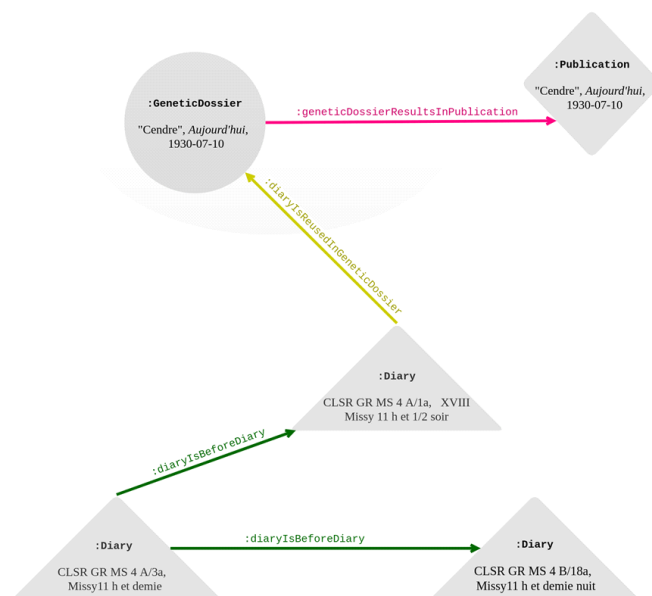 :Publication
"Cendre", Aujourd'hui,
1930-07-10
:GeneticDossier
"Cendre", Aujourd'hui,
1930-07-10
:geneticDossierResultsInPublication
:diaryIsReusedInGeneticDossier
:Diary
CLSR GR MS 4 A/1a, XVIII
Missy 11 h et 1/2 soir
:diaryIsBeforeDiary
:diaryIsBeforeDiary
:Diary
CLSR GR MS 4 A/3a,
Missy11 h et demie
:Diary
CLSR GR MS 4 B/18a,
Missy11 h et demie nuit